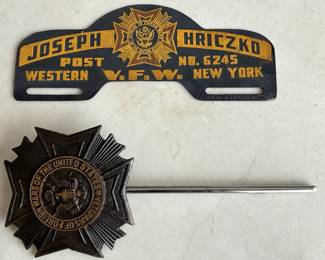 JOSEPH HRICZKO
POST NO. 6245
WESTERN V.F.W. NEW YORK
VETERANS OF FOREIGN WARS OF THE UNITED STATES